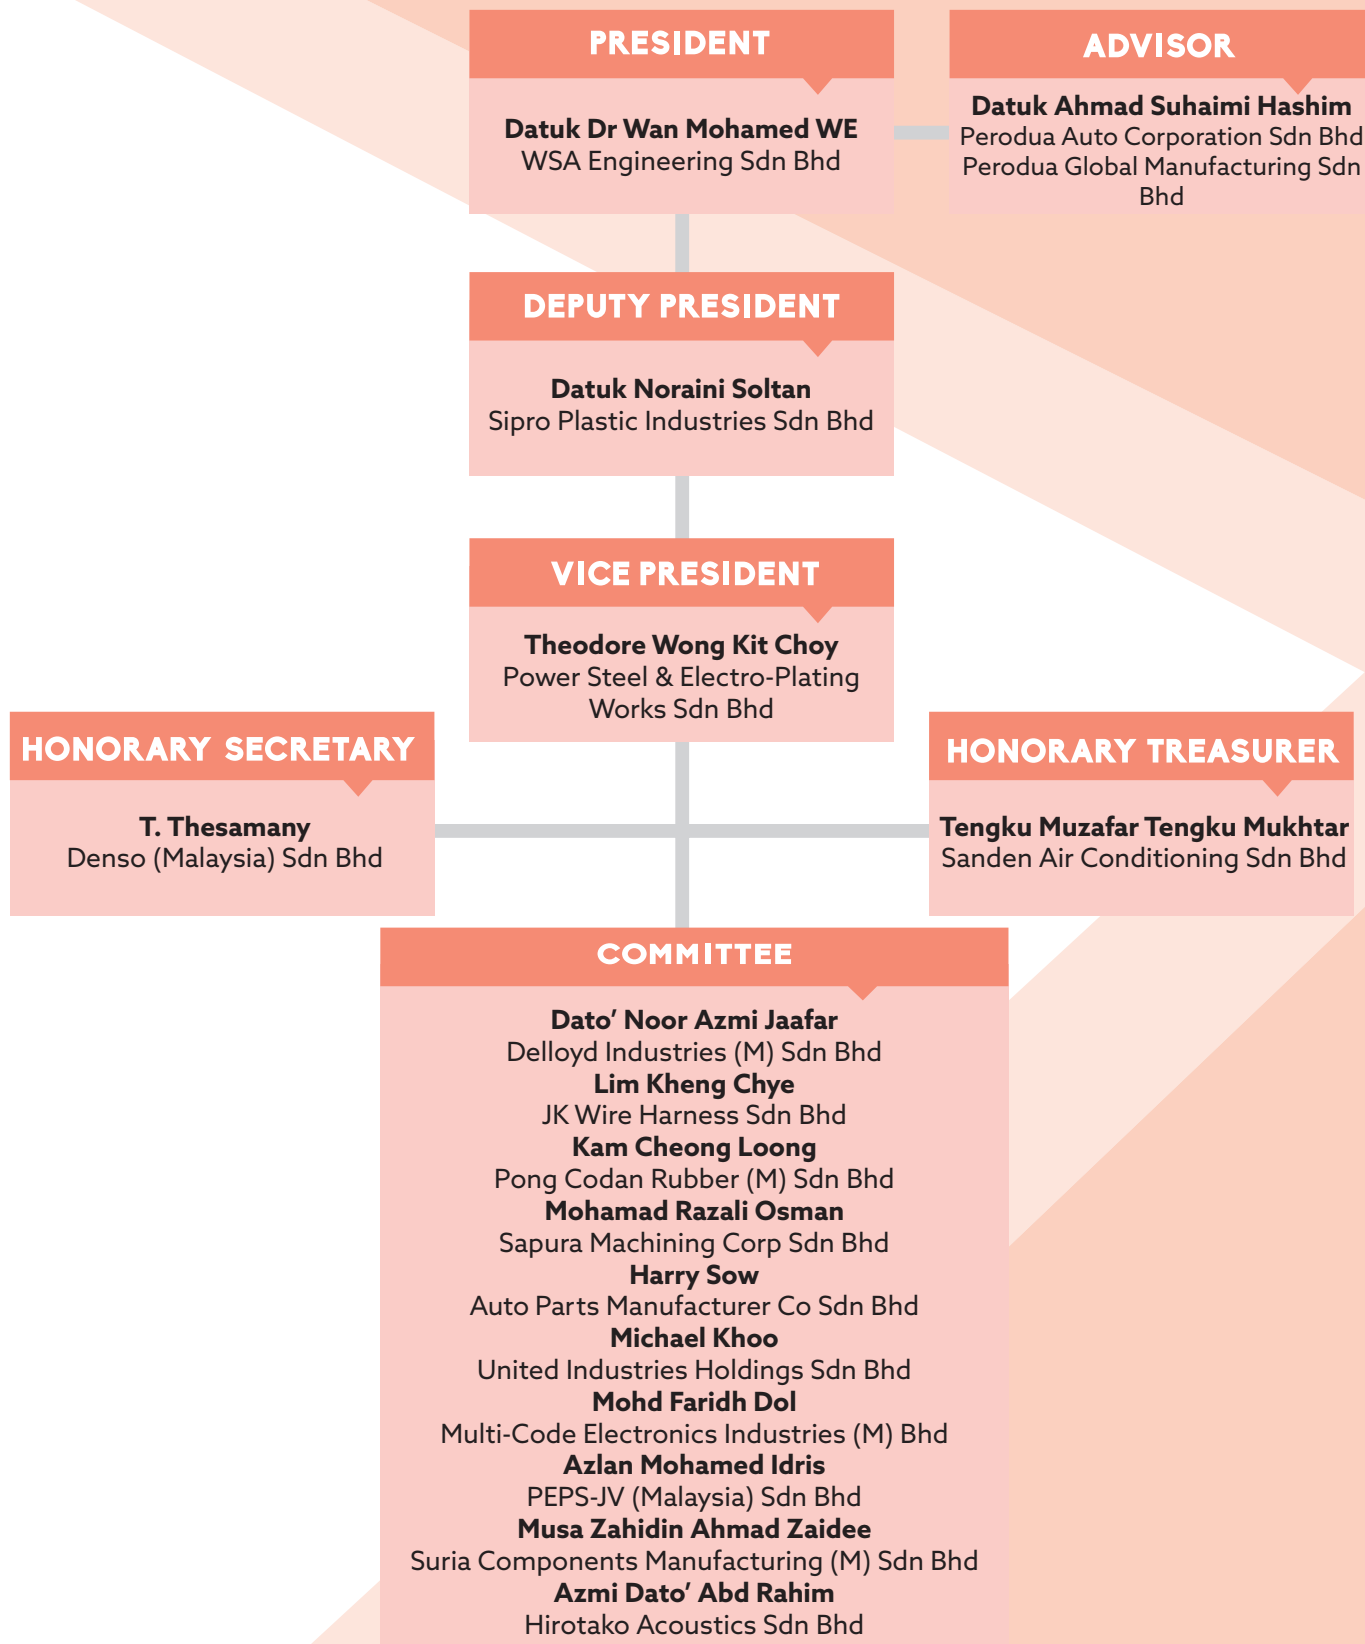 PRESIDENT
Datuk Dr Wan Mohamed WE
WSA Engineering Sdn Bhd
ADVISOR
Datuk Ahmad Suhaimi Hashim
Perodua Auto Corporation Sdn Bhd
Perodua Global Manufacturing Sdn
Bhd
DEPUTY PRESIDENT
Datuk Noraini Soltan
Sipro Plastic Industries Sdn Bhd
VICE PRESIDENT
Theodore Wong Kit Choy
Power Steel & Electro-Plating
Works Sdn Bhd
HONORARY SECRETARY
T. Thesamany
Denso (Malaysia) Sdn Bhd
HONORARY TREASURER
Tengku Muzafar Tengku Mukhtar
Sanden Air Conditioning Sdn Bhd
COMMITTEE
Dato’ Noor Azmi Jaafar
Delloyd Industries (M) Sdn Bhd
Lim Kheng Chye
JK Wire Harness Sdn Bhd
Kam Cheong Loong
Pong Codan Rubber (M) Sdn Bhd
Mohamad Razali Osman
Sapura Machining Corp Sdn Bhd
Harry Sow
Auto Parts Manufacturer Co Sdn Bhd
Michael Khoo
United Industries Holdings Sdn Bhd
Mohd Faridh Dol
Multi-Code Electronics Industries (M) Bhd
Azlan Mohamed Idris
PEPS-JV (Malaysia) Sdn Bhd
Musa Zahidin Ahmad Zaidee
Suria Components Manufacturing (M) Sdn Bhd
Azmi Dato’ Abd Rahim
Hirotako Acoustics Sdn Bhd